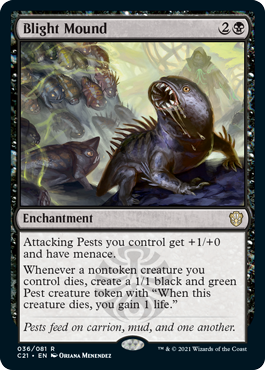 Blight Mound 2
Enchantment
Attacking Pests you control get +1/+0
and have menace.
Whenever a nontoken creature you
control dies, create a 1/1 black and green
Pest creature token with “When this
creature dies, you gain 1 life.”
Pests feed on carrion, mud, and one another.
036/081 R
C21 • EN Oriana Menendez
™ & © 2021 Wizards of the Coast